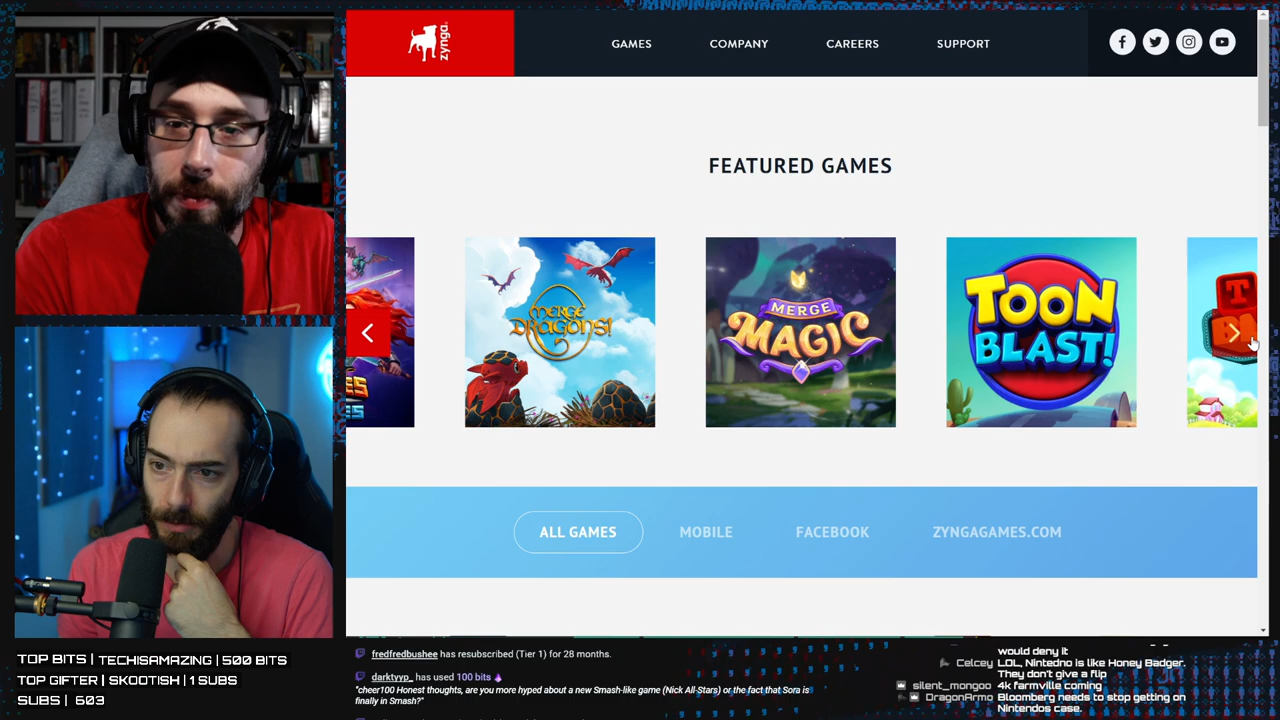 zynga
GAMES
COMPANY
CAREERS
SUPPORT
FEATURED GAMES
MERGE
DRAGONS!
MERGE
MAGIC
TOON
BLAST!
T
ALL GAMES
MOBILE
FACEBOOK
ZYNGAGAMES.COM
TOP BITS | TECHISAMAZING | 500 BITS
TOP GIFTER | SKOOTISH | 1 SUBS
SUBS | 603
fredfredbushee has resubscribed (Tier 1) for 28 months.
darktyyp_ has used 100 bits
"cheer100 Honest thoughts, are you more hyped about a new Smash-like game (Nick All-Stars) or the fact that Sora is
finally in Smash?"
would deny it
Celcey LOL, Nintedno is like Honey Badger.
They don't give a flip
silent_mongoo 4k farmville coming
DragonArmo Bloomberg needs to stop getting on
Nintendos case.